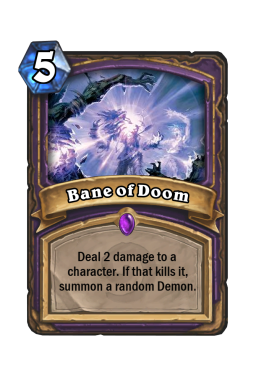 5
Bane of Doom
Deal 2 damage to a
character. If that kills it,
summon a random Demon.